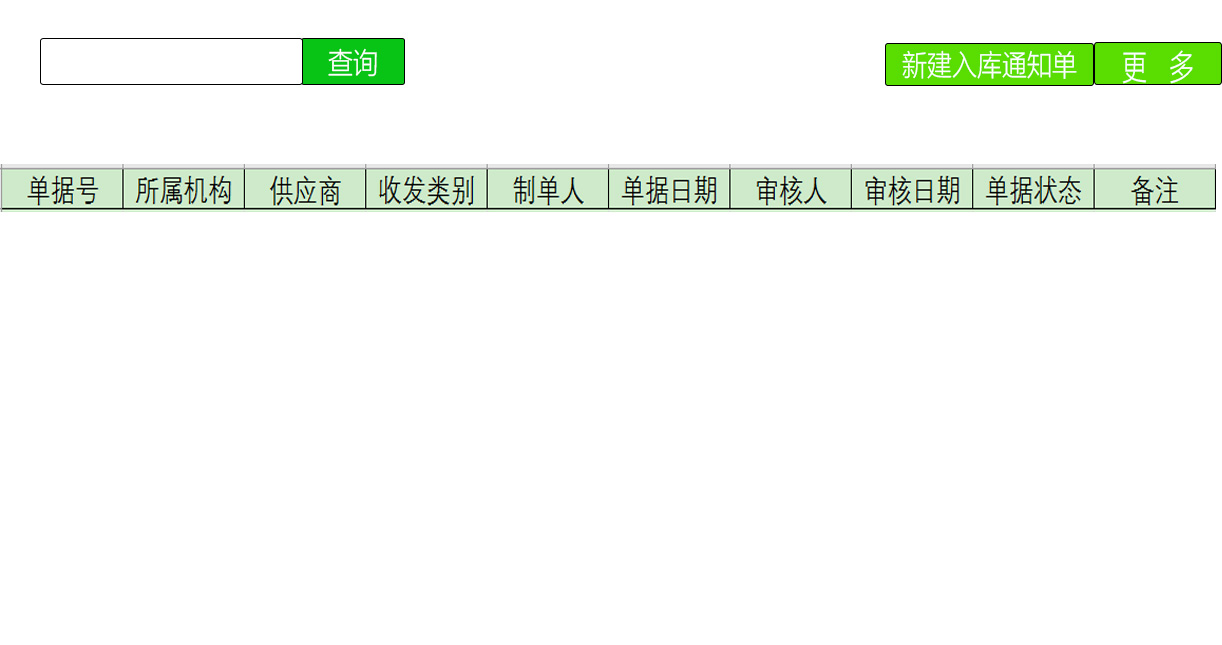 查询
新建入库通知单 更 多
单据号 所属机构 供应商 收发类别 制单人 单据日期 审核人 审核日期 单据状态 备注